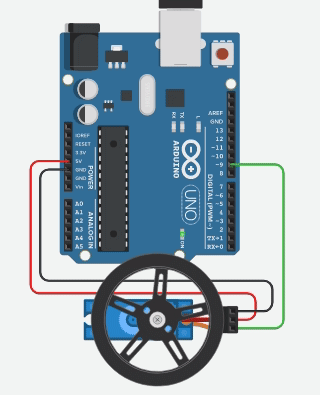 IOREF
RESET
3.3V
5V
GND
GND
Vin
POWER
A0
A1
A2
A3
A4
A5
ANALOG IN
AREF
GND
13
12
~11
~10
~9
8
7
~6
~5
4
~3
2
TX→1
RX←0
DIGITAL (PWM~)
RX
TX
L
ARDUINO
UNO
ON